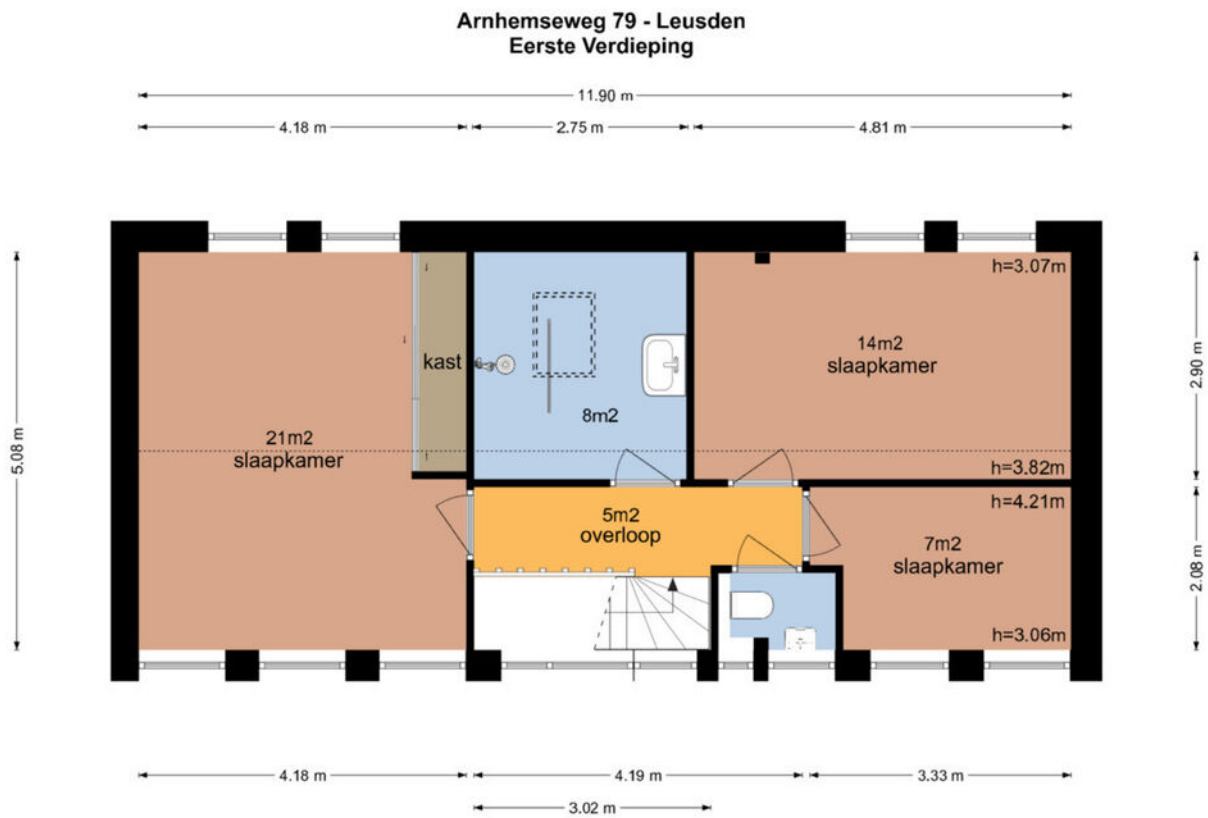 Arnhemseweg 79 - Leusden
Eerste Verdieping
11.90 m
4.18 m
2.75 m
4.81 m
h=3.07m
14m2
slaapkamer
kast
8m2
21m2
slaapkamer
5.08 m
2.90 m
h=3.82m
h=4.21m
5m2
overloop
7m2
slaapkamer
2.08 m
h=3.06m
4.18 m
4.19 m
3.33 m
3.02 m